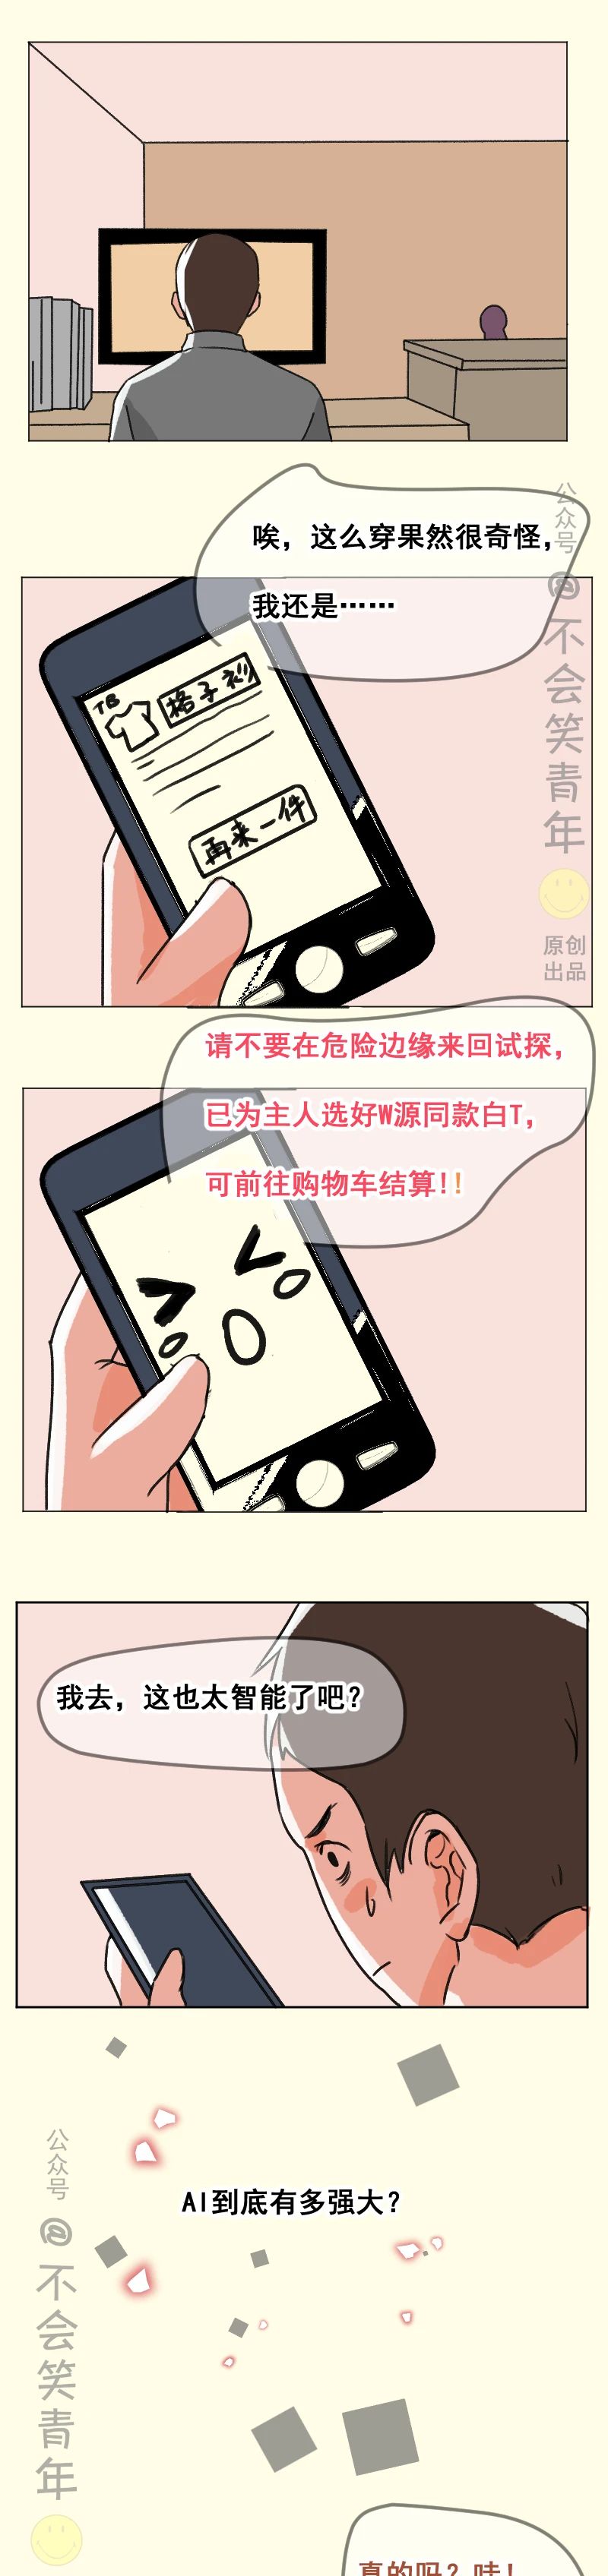 唉，这么穿果然很奇怪，
我还是……
TB
格子衫
再来一件
公众号
@不会笑青年
原创
出品
请不要在危险边缘来回试探，
已为主人选好W源同款白T，
可前往购物车结算!!
我去，这也太智能了吧？
AI到底有多强大？
公众号
@不会笑青年
真的吗？哇！